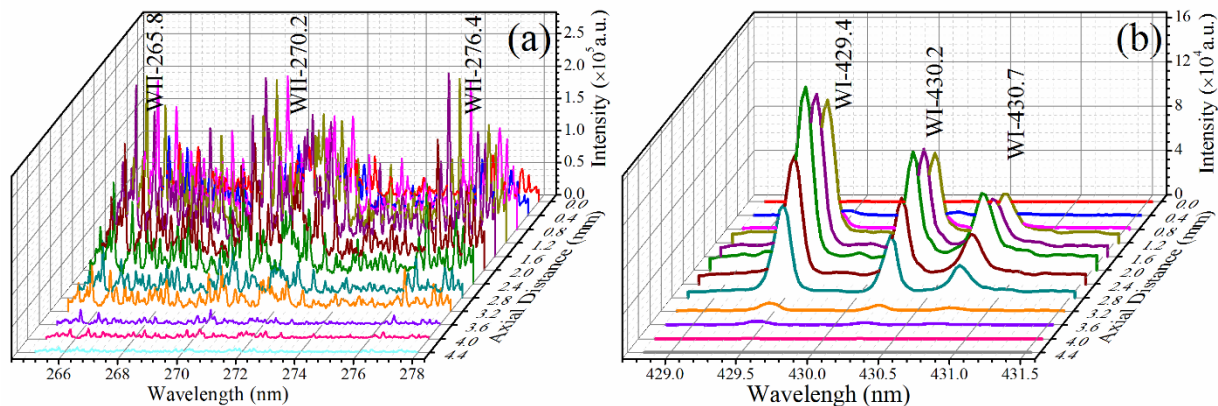 (a)
WII-265.8
WII-270.2
WII-276.4
2.5
2.0
1.5
1.0
0.5
0.0
Intensity (×10⁵a.u.)
0.0
0.4
0.8
1.2
1.6
2.0
2.4
2.8
3.2
3.6
4.0
4.4
Axial Distance (mm)
266 268 270 272 274 276 278
Wavelength (nm)
(b)
WI-429.4
WI-430.2
WI-430.7
16
12
8
4
0
Intensity (×10⁴a.u.)
0.0
0.4
0.8
1.2
1.6
2.0
2.4
2.8
3.2
3.6
4.0
4.4
Axial Distance (mm)
429.0 429.5 430.0 430.5 431.0 431.5
Wavelength (nm)